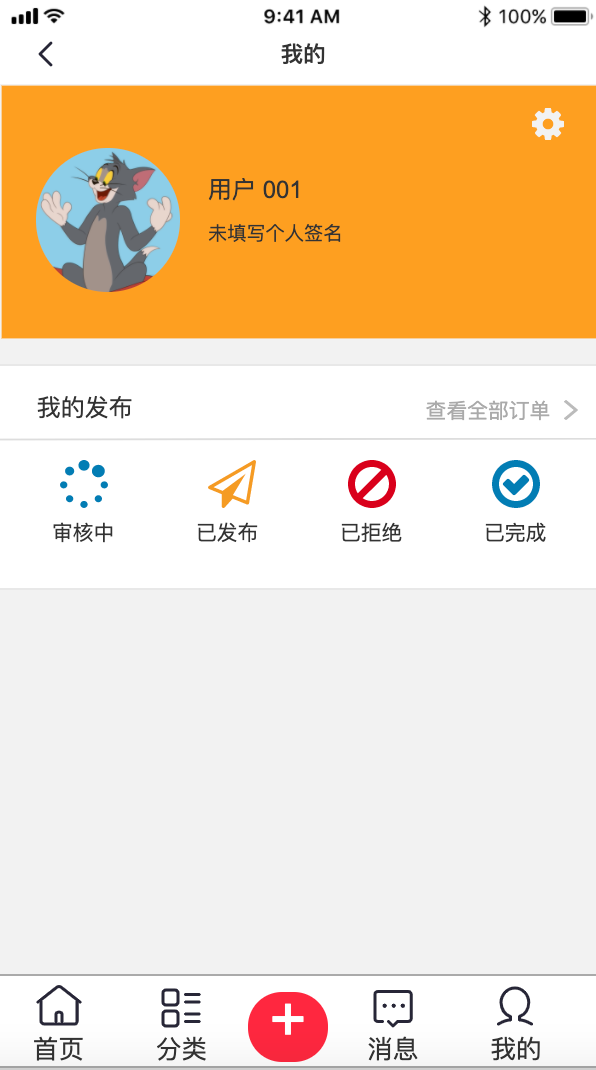 9:41 AM 100%
我的
用户 001
未填写个人签名
我的发布 查看全部订单
审核中 已发布 已拒绝 已完成
首页 分类 消息 我的